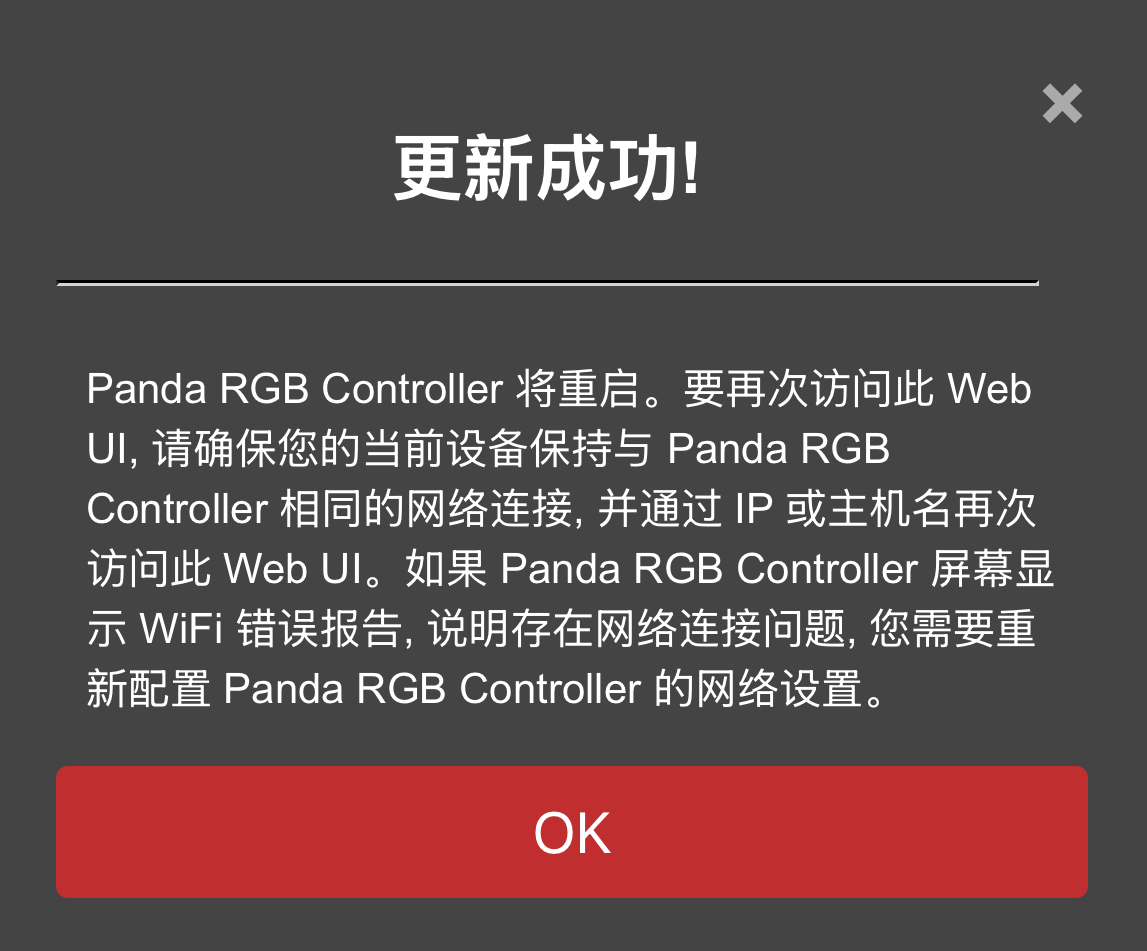 更新成功!
Panda RGB Controller 将重启。要再次访问此 Web
UI, 请确保您的当前设备保持与 Panda RGB
Controller 相同的网络连接, 并通过 IP 或主机名再次
访问此 Web UI。如果 Panda RGB Controller 屏幕显
示 WiFi 错误报告, 说明存在网络连接问题, 您需要重
新配置 Panda RGB Controller 的网络设置。
OK